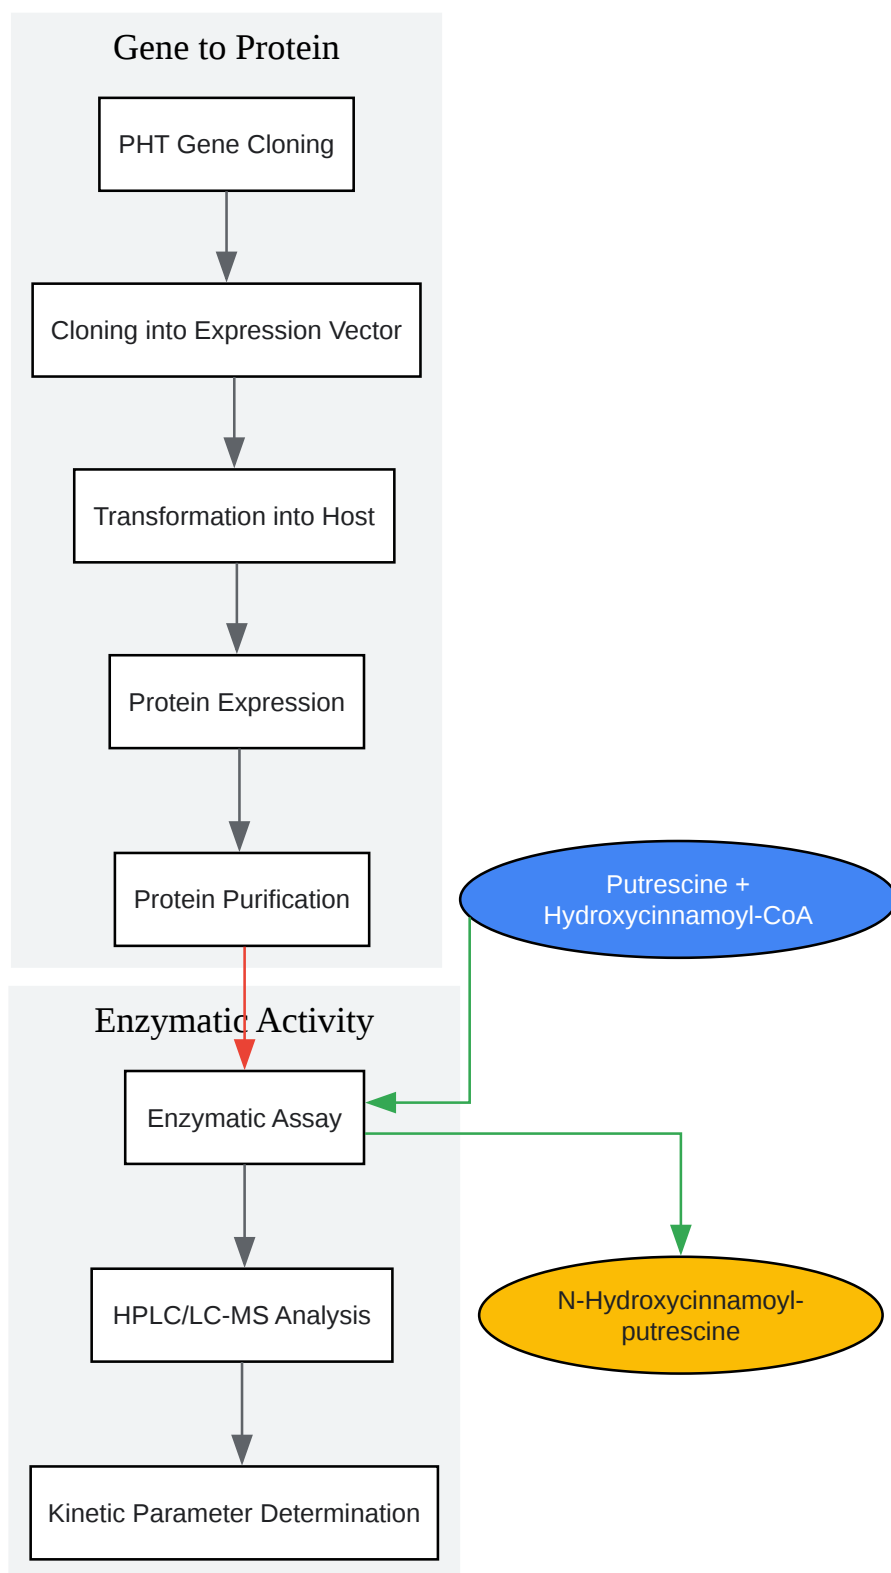 Gene to Protein
PHT Gene Cloning
Cloning into Expression Vector
Transformation into Host
Protein Expression
Protein Purification
Putrescine +
Hydroxycinnamoyl-CoA
Enzymatic Activity
Enzymatic Assay
HPLC/LC-MS Analysis
N-Hydroxycinnamoyl-
putrescine
Kinetic Parameter Determination